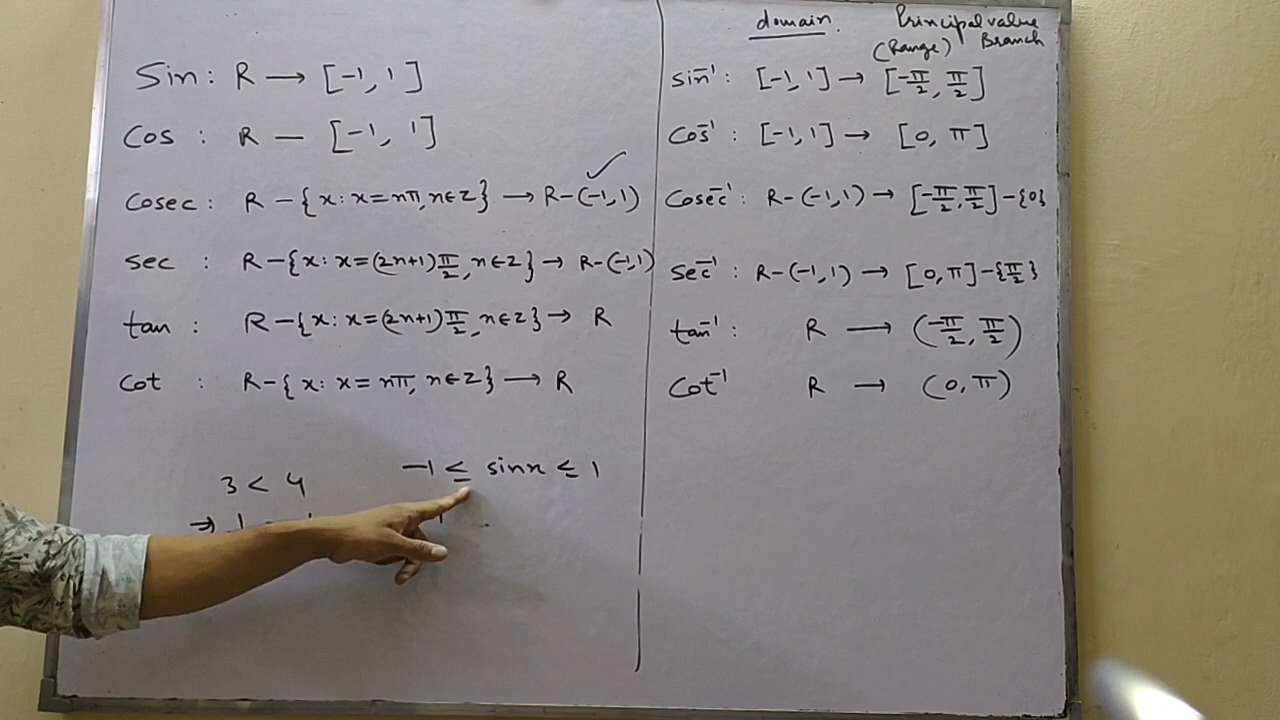 Sin : R → [-1, 1]
Cos : R — [-1, 1]
Cosec : R - {x : x = nπ, n∈Z} → R-(-1, 1)
Sec : R - {x : x = (2n+1)π/2, n∈Z} → R-(-1,1)
tan : R - {x : x = (2n+1)π/2, n∈Z} → R
Cot : R - {x : x = nπ, n∈Z} → R
3 < 4
-1 ≤ sinx ≤ 1
domain. Principal value Branch
(Range)
Sin⁻¹ : [-1, 1] → [-π/2, π/2]
Cos⁻¹ : [-1, 1] → [0, π]
Cosec⁻¹ : R-(-1, 1) → [-π/2, π/2]-{0}
Sec⁻¹ : R-(-1, 1) → [0, π]-{π/2}
tan⁻¹ : R → (-π/2, π/2)
Cot⁻¹ R → (0, π)